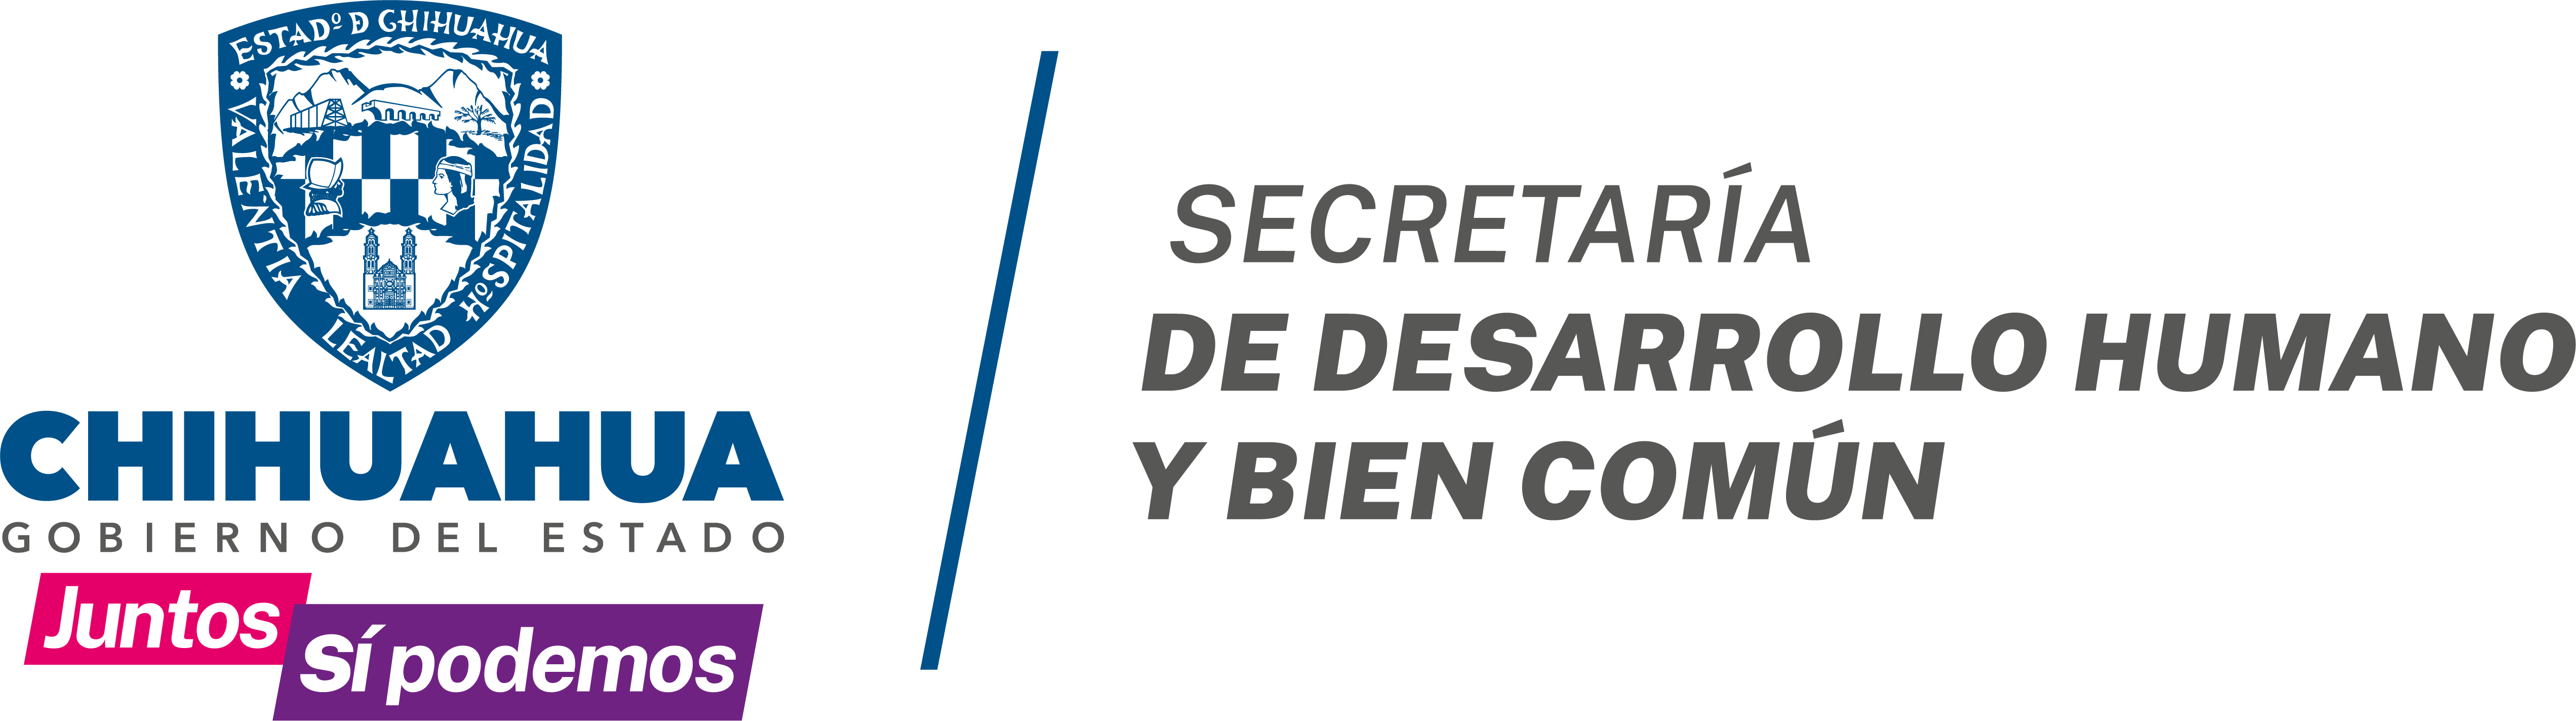 ESTADº D CHIHUAHUA
VALENTIA
LEALTAD
HºSPITALIDAD
CHIHUAHUA
GOBIERNO DEL ESTADO
Juntos
Sí podemos
SECRETARÍA
DE DESARROLLO HUMANO
Y BIEN COMÚN